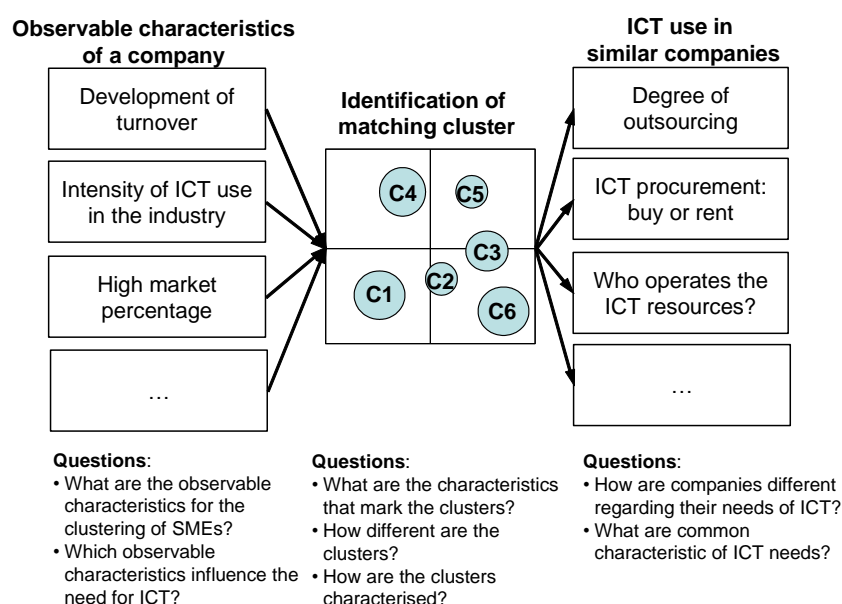 Observable characteristics
of a company
Development of
turnover
Intensity of ICT use
in the industry
High market
percentage
…
Identification of
matching cluster
C4
C5
C3
C2
C1
C6
ICT use in
similar companies
Degree of
outsourcing
ICT procurement:
buy or rent
Who operates the
ICT resources?
…
Questions:
• What are the observable
characteristics for the
clustering of SMEs?
• Which observable
characteristics influence the
need for ICT?
Questions:
• What are the characteristics
that mark the clusters?
• How different are the
clusters?
• How are the clusters
characterised?
Questions:
• How are companies different
regarding their needs of ICT?
• What are common
characteristic of ICT needs?